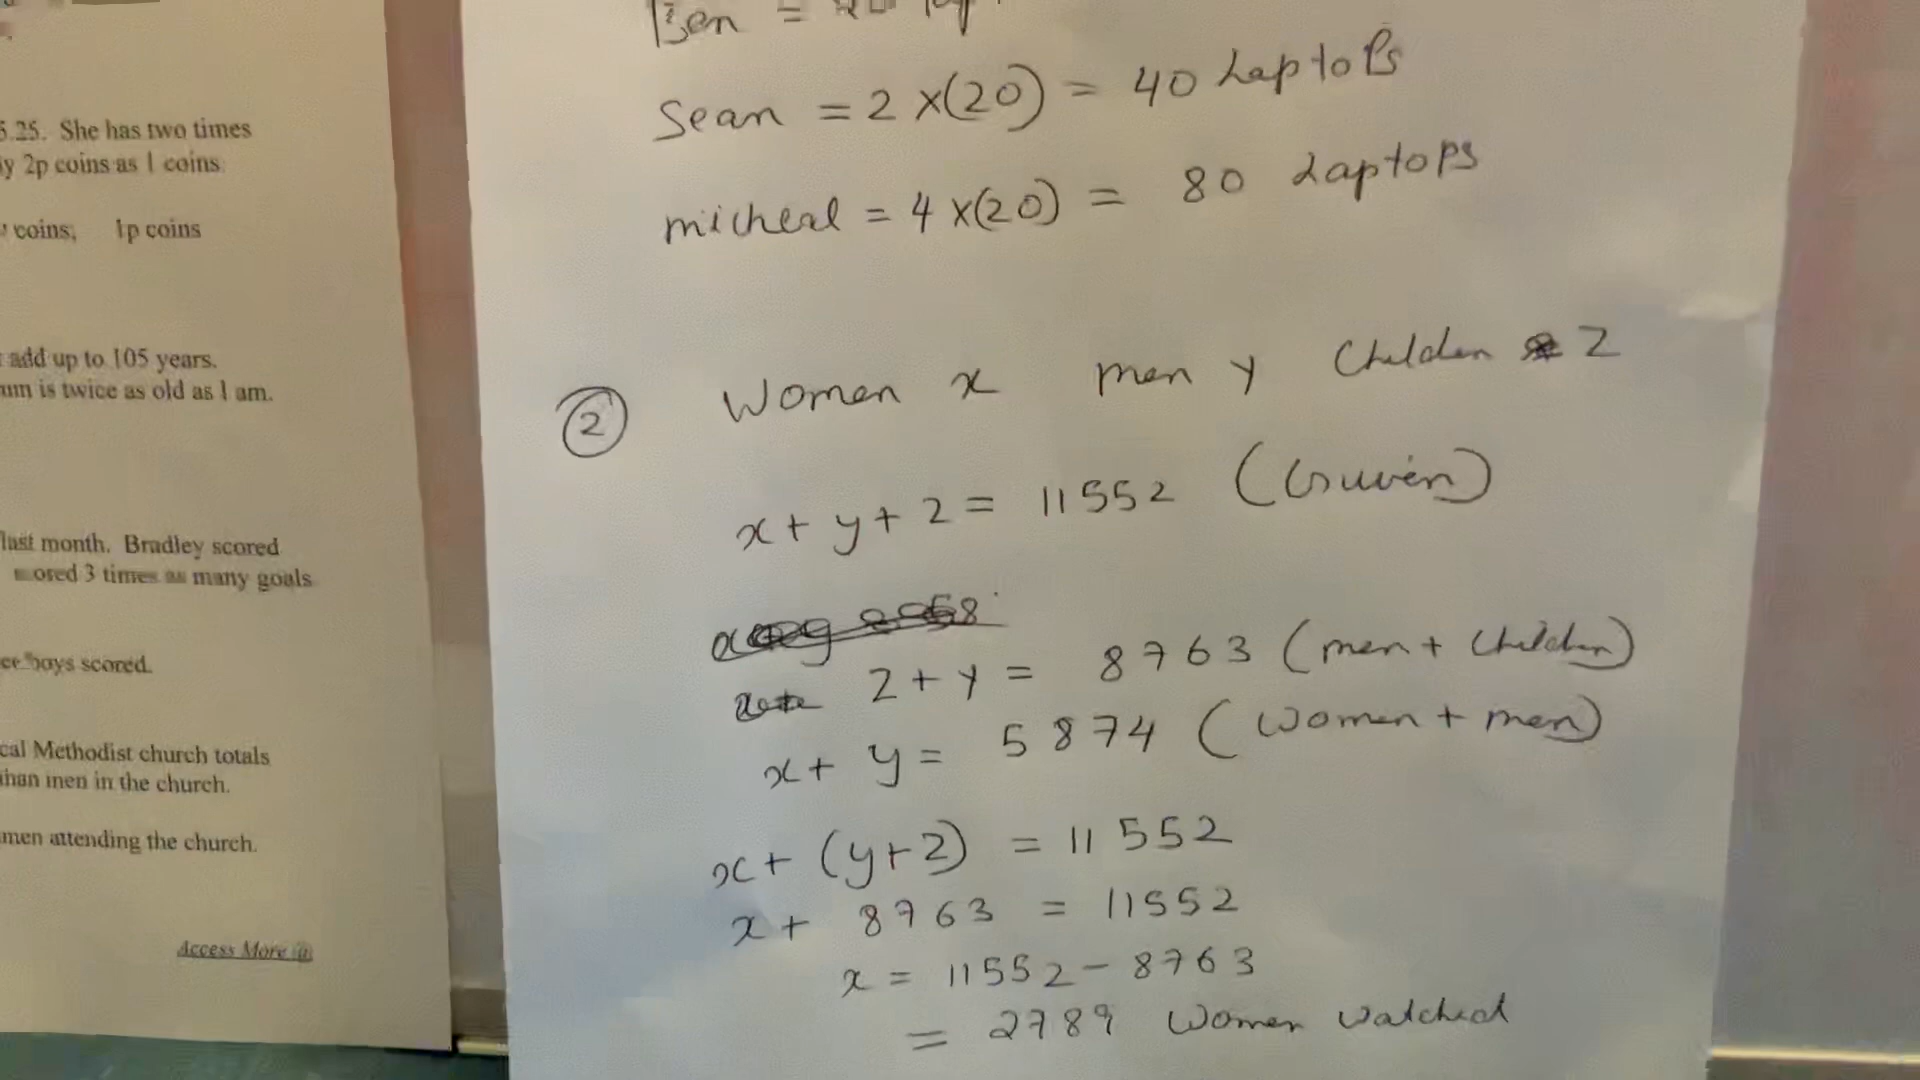 5.25. She has two times
y 2p coins as 1 coins.
coins, 1p coins
add up to 105 years.
um is twice as old as I am.
last month. Bradley scored
ored 3 times as many goals
boys scored.
cal Methodist church totals
than men in the church.
men attending the church.
Access More @
Ben =
Sean = 2 x(20) = 40 Laptops
micheal = 4 x(20) = 80 Laptops
2 Women x men y Children z
x + y + z = 11552 (Given)
z + y = 8763 (men + Children)
x + y = 5874 (Women + men)
x + (y+z) = 11552
x + 8763 = 11552
x = 11552 - 8763
= 2789 Women watched